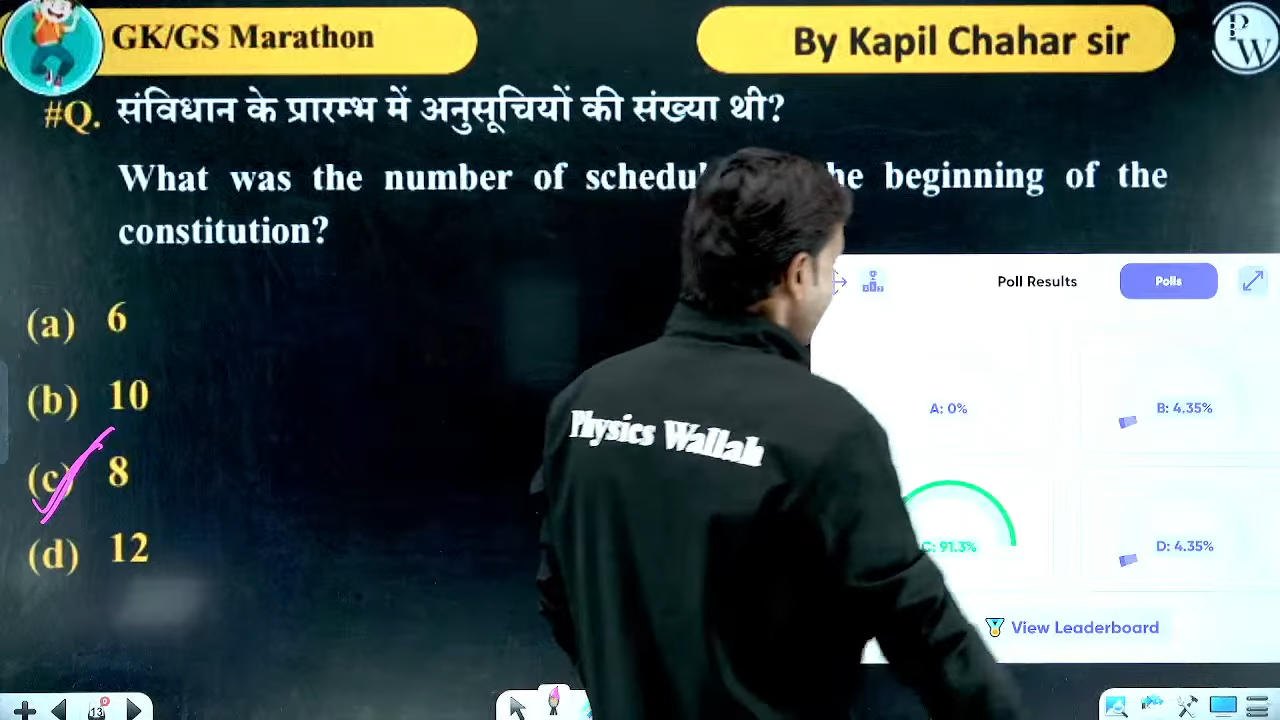 GK/GS Marathon
By Kapil Chahar sir
PW
#Q. संविधान के प्रारम्भ में अनुसूचियों की संख्या थी?
What was the number of schedul he beginning of the
constitution?
Poll Results
Polls
(a) 6
(b) 10
(c) 8
(d) 12
Physics Wallah
A: 0%
B: 4.35%
C: 91.3%
D: 4.35%
View Leaderboard
13